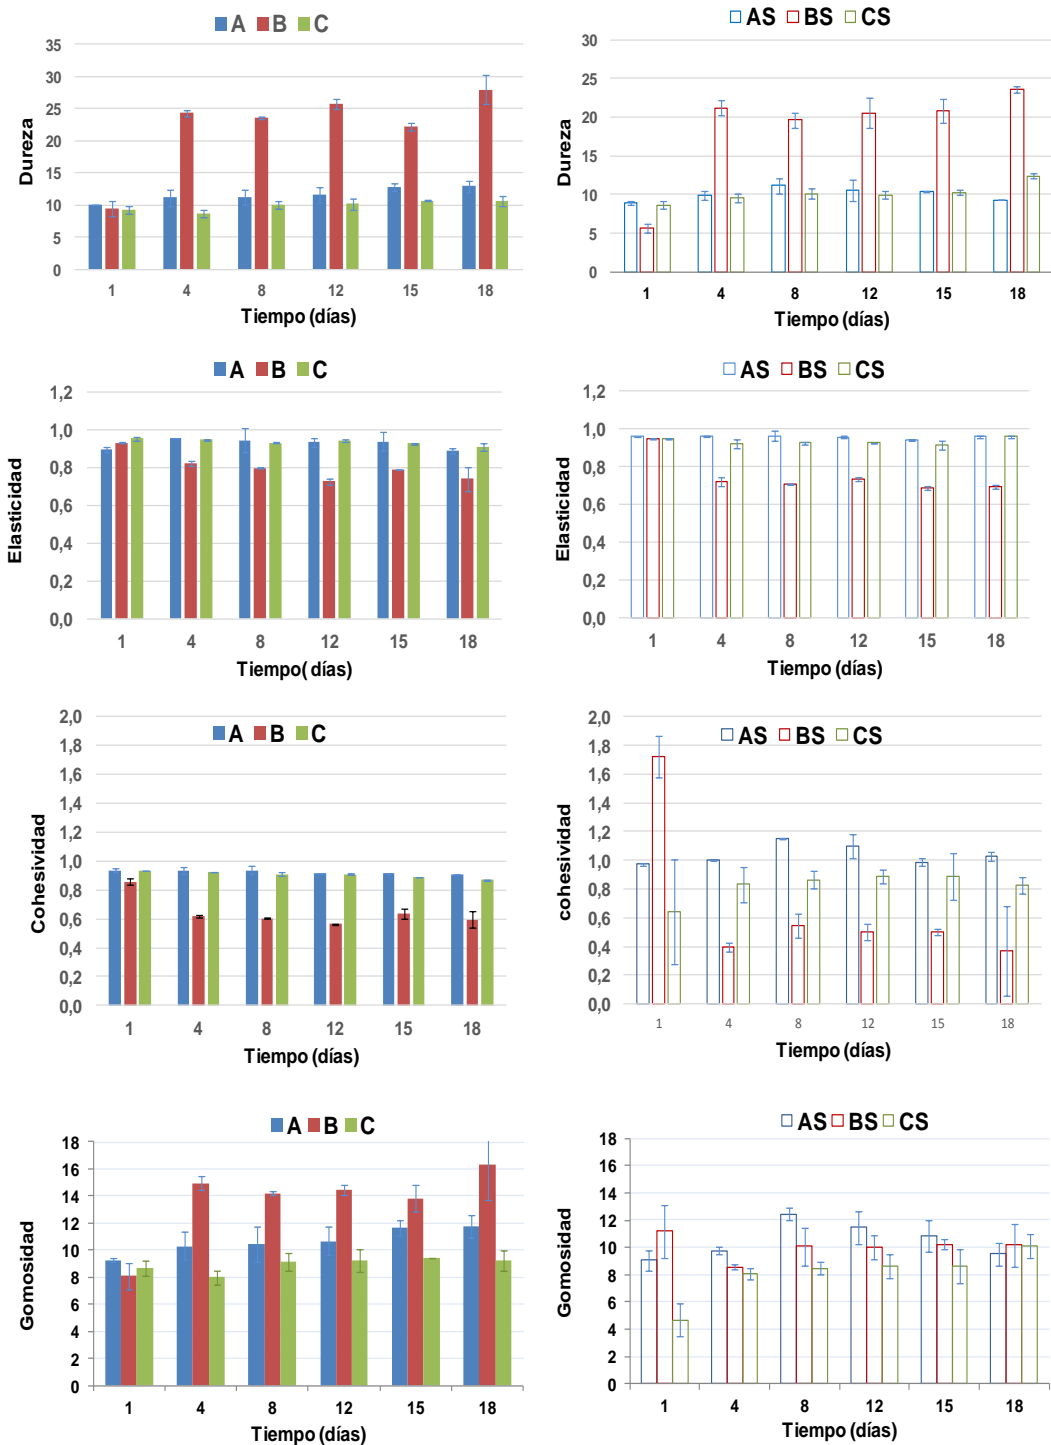 A B C
35
30
25
20
15
10
5
0
Dureza
1 4 8 12 15 18
Tiempo (días)
AS BS CS
30
25
20
15
10
5
0
Dureza
1 4 8 12 15 18
Tiempo (días)
A B C
1,2
1,0
0,8
0,6
0,4
0,2
0,0
Elasticidad
1 4 8 12 15 18
Tiempo( días)
AS BS CS
1,2
1,0
0,8
0,6
0,4
0,2
0,0
Elasticidad
1 4 8 12 15 18
Tiempo (días)
A B C
2,0
1,8
1,6
1,4
1,2
1,0
0,8
0,6
0,4
0,2
0,0
Cohesividad
1 4 8 12 15 18
Tiempo (días)
AS BS CS
2,0
1,8
1,6
1,4
1,2
1,0
0,8
0,6
0,4
0,2
0,0
cohesividad
1 4 8 12 15 18
Tiempo (días)
A B C
18
16
14
12
10
8
6
4
2
0
Gomosidad
1 4 8 12 15 18
Tiempo (días)
AS BS CS
18
16
14
12
10
8
6
4
2
0
Gomosidad
1 4 8 12 15 18
Tiempo (días)